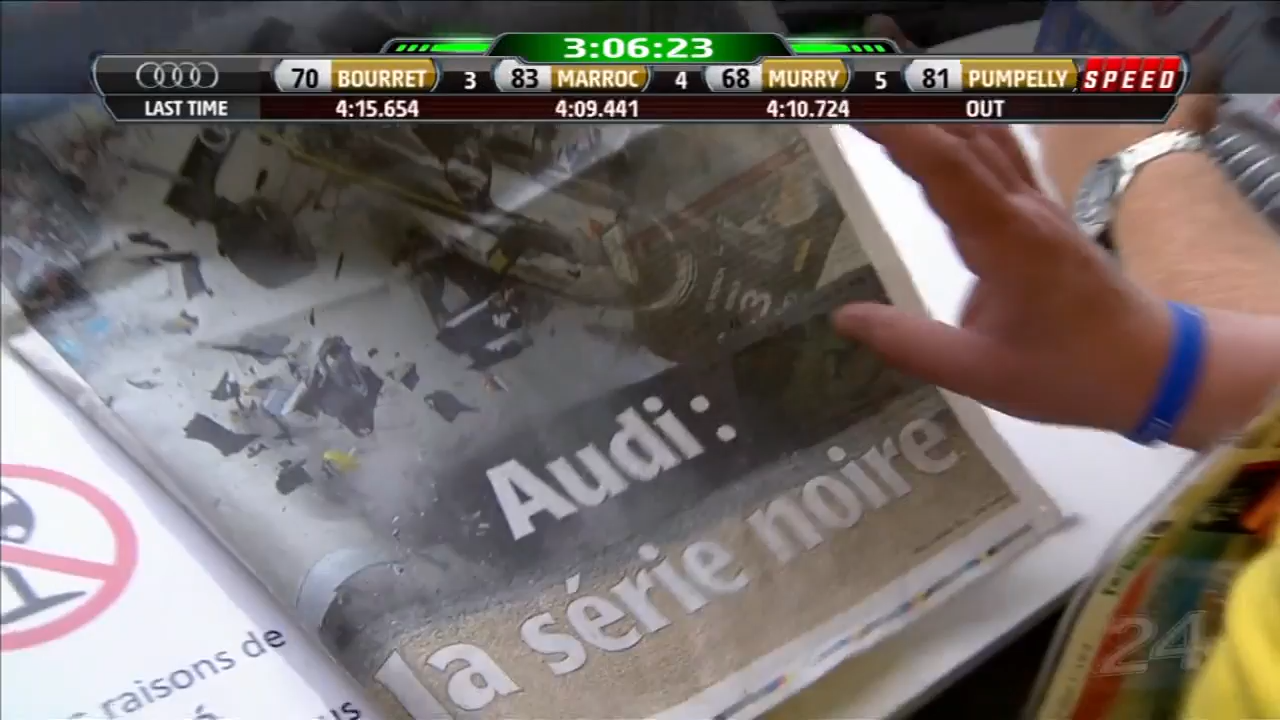 3:06:23
70 BOURRET 3 83 MARROC 4 68 MURRY 5 81 PUMPELLY SPEED
LAST TIME 4:15.654 4:09.441 4:10.724 OUT
Audi:
la série noire
raisons de
24